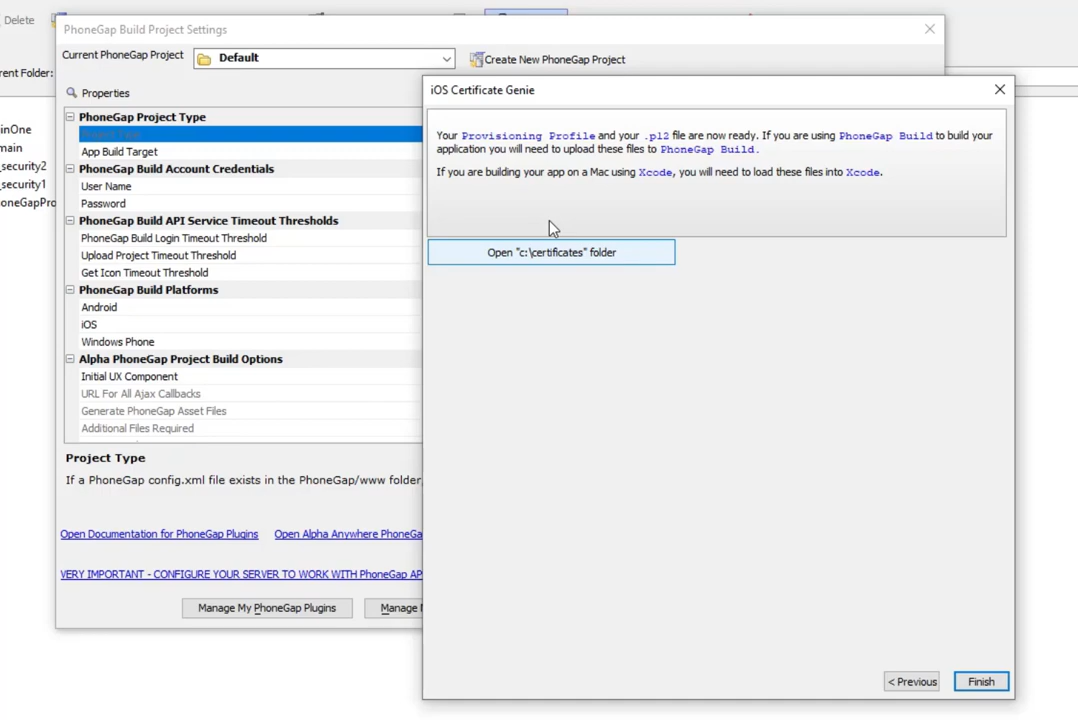 Delete
PhoneGap Build Project Settings
Current PhoneGap Project
Default
Create New PhoneGap Project
rent Folder:
inOne
main
_security2
_security1
oneGapPro
Properties
PhoneGap Project Type
Project Type
App Build Target
PhoneGap Build Account Credentials
User Name
Password
PhoneGap Build API Service Timeout Thresholds
PhoneGap Build Login Timeout Threshold
Upload Project Timeout Threshold
Get Icon Timeout Threshold
PhoneGap Build Platforms
Android
iOS
Windows Phone
Alpha PhoneGap Project Build Options
Initial UX Component
URL For All Ajax Callbacks
Generate PhoneGap Asset Files
Additional Files Required
Project Type
If a PhoneGap config.xml file exists in the PhoneGap/www folder,
Open Documentation for PhoneGap Plugins
Open Alpha Anywhere PhoneGa
VERY IMPORTANT - CONFIGURE YOUR SERVER TO WORK WITH PhoneGap AP
Manage My PhoneGap Plugins
Manage
iOS Certificate Genie
Your Provisioning Profile and your .p12 file are now ready. If you are using PhoneGap Build to build your
application you will need to upload these files to PhoneGap Build.
If you are building your app on a Mac using Xcode, you will need to load these files into Xcode.
Open "c:\certificates" folder
< Previous
Finish